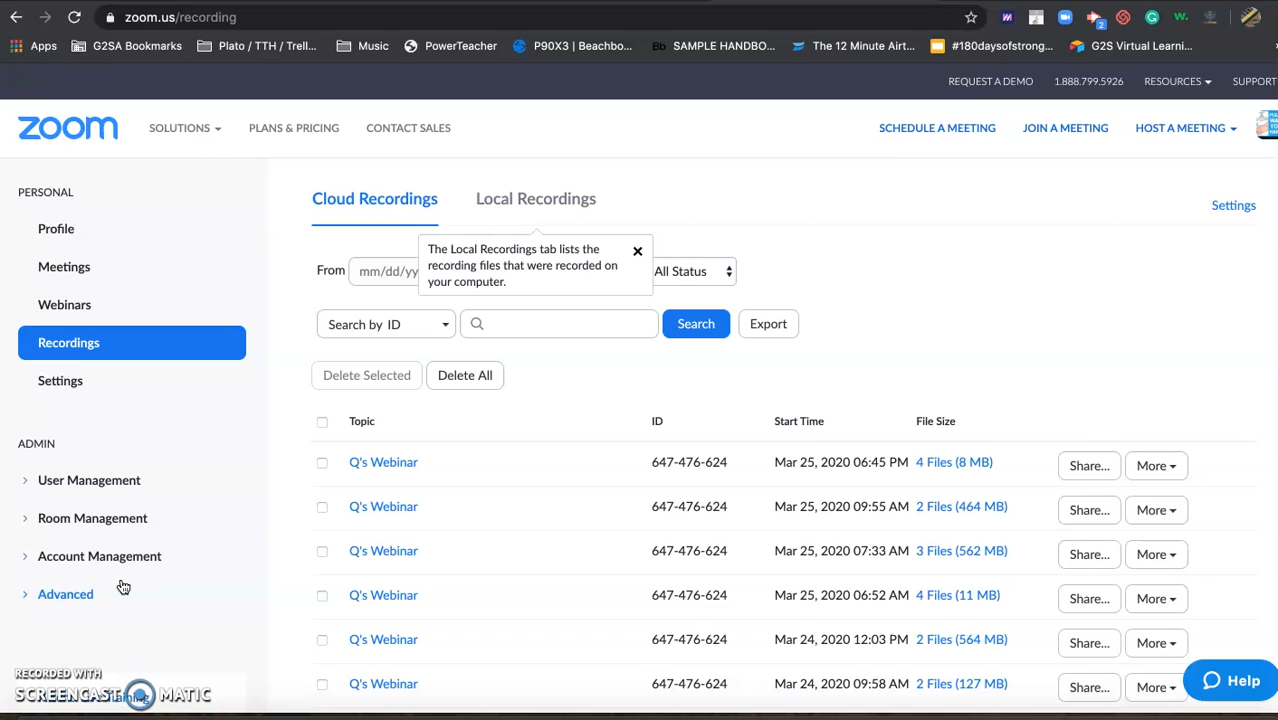 zoom.us/recording
Apps G2SA Bookmarks Plato / TTH / Trell... Music PowerTeacher P90X3 | Beachbo... Bb SAMPLE HANDBO... The 12 Minute Airt... #180daysofstrong... G2S Virtual Learni...
REQUEST A DEMO 1.888.799.5926 RESOURCES SUPPORT
zoom SOLUTIONS PLANS & PRICING CONTACT SALES SCHEDULE A MEETING JOIN A MEETING HOST A MEETING
PERSONAL
Profile
Meetings
Webinars
Recordings
Settings
ADMIN
User Management
Room Management
Account Management
Advanced
Cloud Recordings Local Recordings
Settings
The Local Recordings tab lists the
recording files that were recorded on
your computer.
From mm/dd/yy All Status
Search by ID Search Export
Delete Selected Delete All
Topic ID Start Time File Size
Q's Webinar 647-476-624 Mar 25, 2020 06:45 PM 4 Files (8 MB) Share... More
Q's Webinar 647-476-624 Mar 25, 2020 09:55 AM 2 Files (464 MB) Share... More
Q's Webinar 647-476-624 Mar 25, 2020 07:33 AM 3 Files (562 MB) Share... More
Q's Webinar 647-476-624 Mar 25, 2020 06:52 AM 4 Files (11 MB) Share... More
Q's Webinar 647-476-624 Mar 24, 2020 12:03 PM 2 Files (564 MB) Share... More
Q's Webinar 647-476-624 Mar 24, 2020 09:58 AM 2 Files (127 MB) Share... More
Help
RECORDED WITH
SCREENCAST MATIC